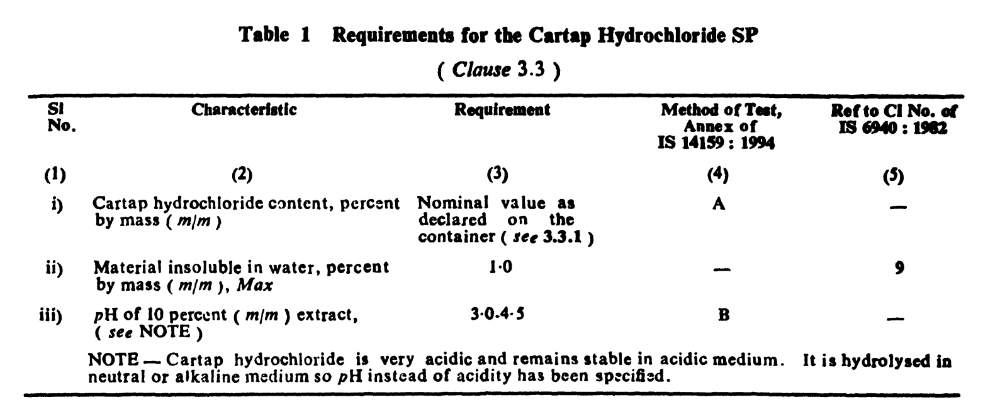 Table 1 Requirements for the Cartap Hydrochloride SP
( Clause 3.3 )
Sl No. Characteristic Requirement Method of Test, Annex of IS 14159 : 1994 Ref to Cl No. of IS 6940 : 1982
(1) (2) (3) (4) (5)
i) Cartap hydrochloride content, percent by mass ( m/m ) Nominal value as declared on the container ( see 3.3.1 ) A —
ii) Material insoluble in water, percent by mass ( m/m ), Max 1·0 — 9
iii) pH of 10 percent ( m/m ) extract, ( see NOTE ) 3·0-4·5 B —
NOTE — Cartap hydrochloride is very acidic and remains stable in acidic medium. It is hydrolysed in
neutral or alkaline medium so pH instead of acidity has been specified.